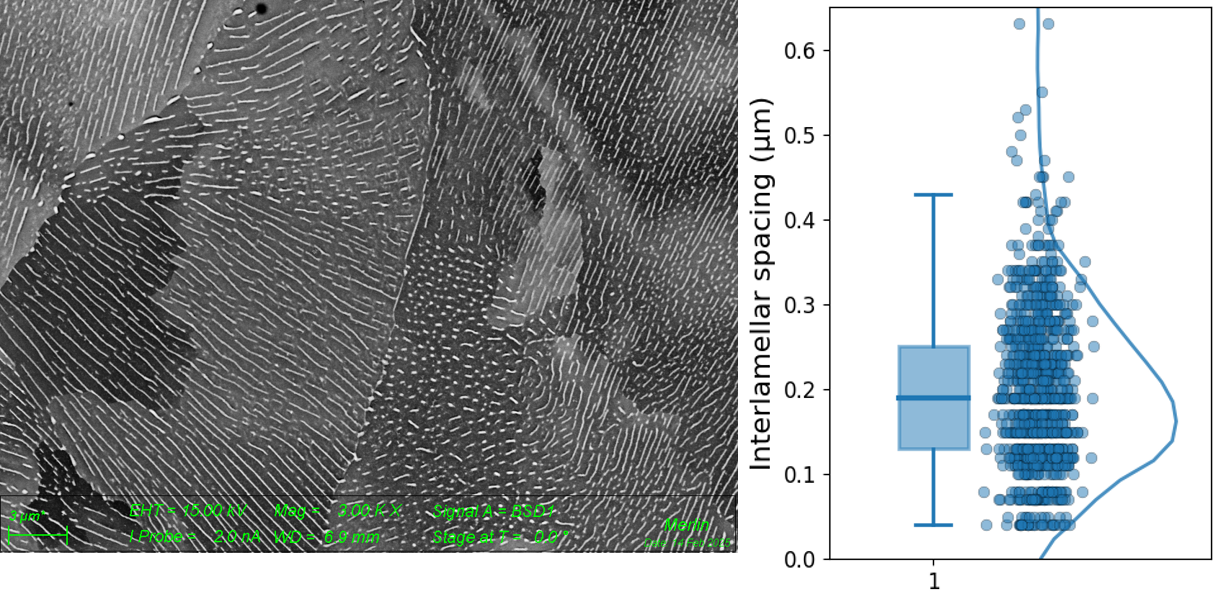 3 µm*
EHT = 15.00 kV Mag = 3.00 K X Signal A = BSD1 Merlin
I Probe = 2.0 nA WD = 6.9 mm Stage at T = 0.0 °
Interlamellar spacing (µm)
0.6
0.5
0.4
0.3
0.2
0.1
0.0
1